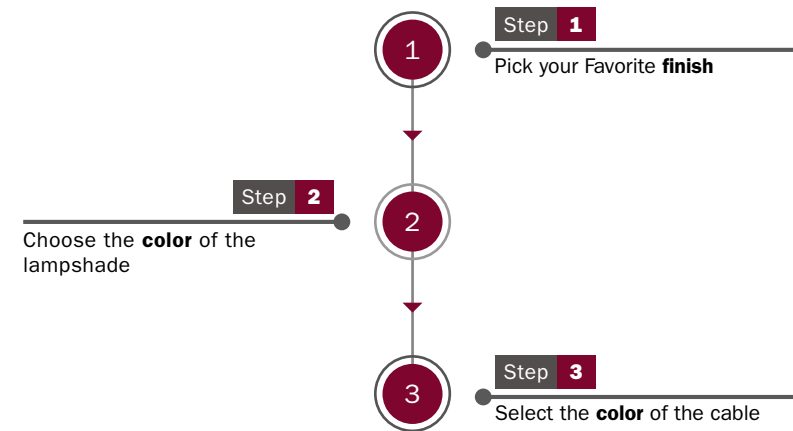 1
Step 1
Pick your Favorite finish
Step 2
2
Choose the color of the
lampshade
3
Step 3
Select the color of the cable